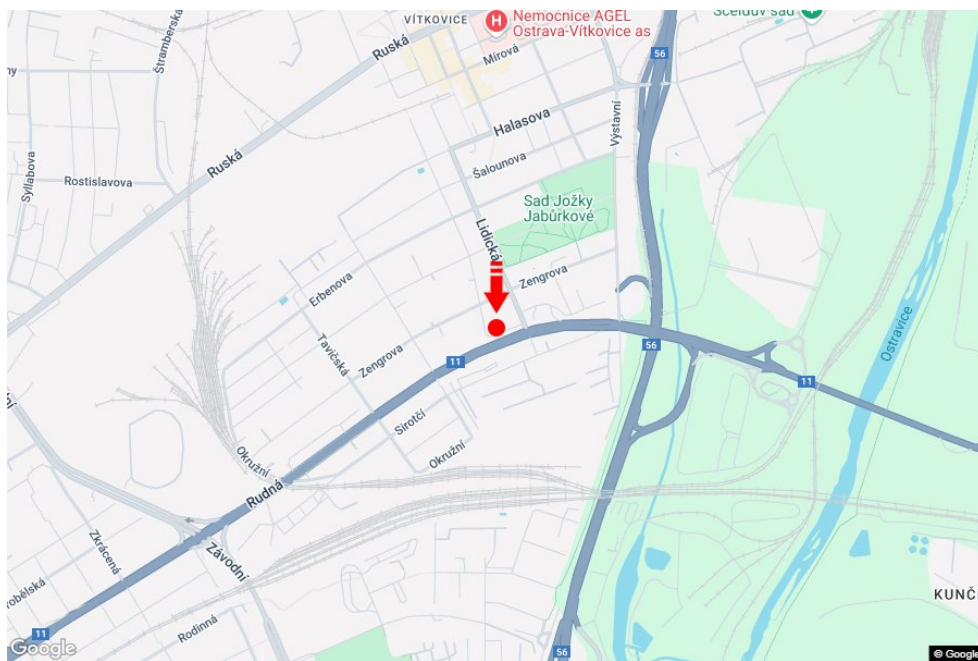 VÍTKOVICE
Nemocnice AGEL
Ostrava-Vítkovice as
H
Štramberská
Ruská
Mírová
56
Halasova
Výstavní
Šalounova
Syllabova
Rostislavova
Ruská
Sad Jožky
Jabůrkové
Lidická
Zengrova
Erbenova
Ostravice
Tavičská
Zengrova
11
56
11
Sirotčí
Okružní
Okružní
Rudná
Zkrácená
Závodní
Rodinná
11
56
Google
© Google